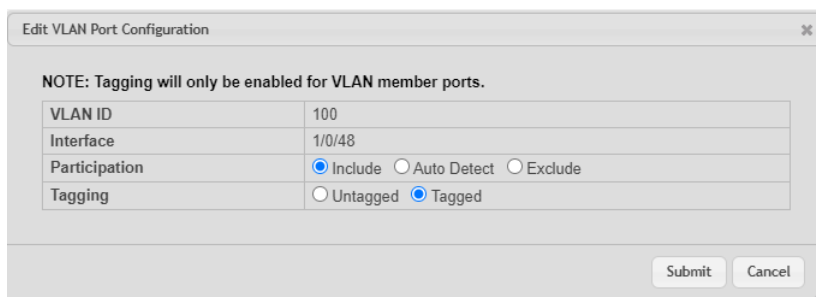 Edit VLAN Port Configuration
NOTE: Tagging will only be enabled for VLAN member ports.
VLAN ID 100
Interface 1/0/48
Participation Include Auto Detect Exclude
Tagging Untagged Tagged
Submit Cancel